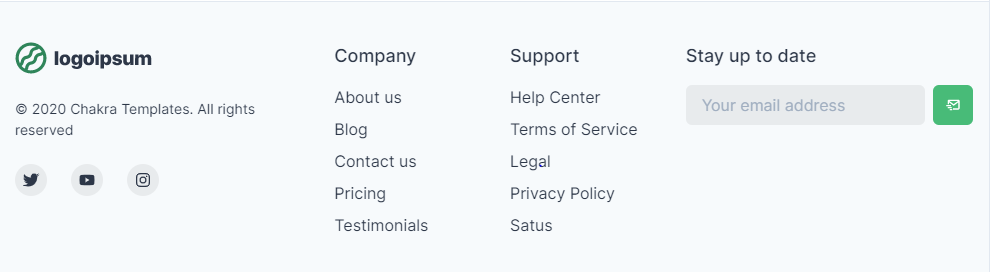 logoipsum
© 2020 Chakra Templates. All rights
reserved
Company
About us
Blog
Contact us
Pricing
Testimonials
Support
Help Center
Terms of Service
Legal
Privacy Policy
Satus
Stay up to date
Your email address